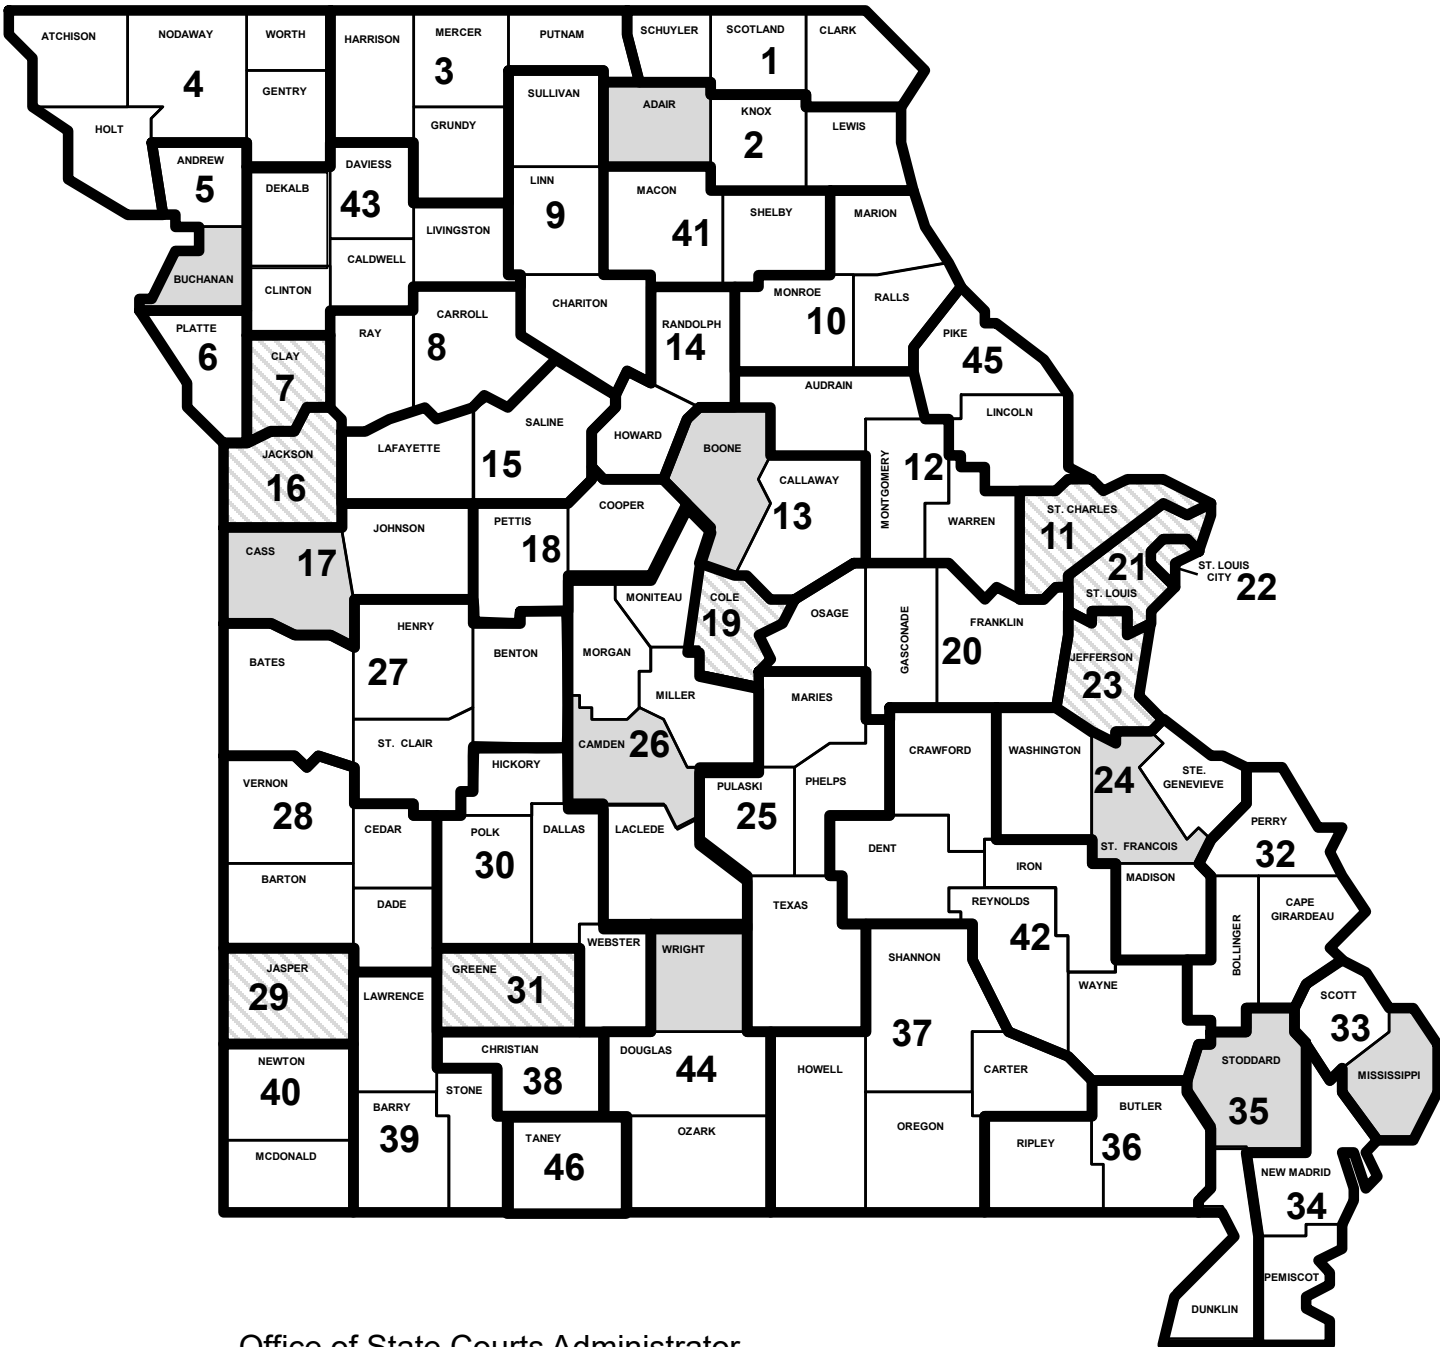 ATCHISON
NODAWAY
WORTH
HARRISON
MERCER
PUTNAM
SCHUYLER
SCOTLAND
CLARK
4
3
1
GENTRY
SULLIVAN
ADAIR
KNOX
HOLT
GRUNDY
LEWIS
2
ANDREW
5
DEKALB
DAVIESS
43
LINN
9
MACON
41
SHELBY
MARION
LIVINGSTON
CALDWELL
BUCHANAN
CLINTON
CHARITON
MONROE
RALLS
10
PLATTE
6
RAY
CARROLL
8
RANDOLPH
14
PIKE
45
CLAY
7
AUDRAIN
LINCOLN
SALINE
HOWARD
LAFAYETTE
BOONE
JACKSON
16
15
CALLAWAY
13
MONTGOMERY
12
COOPER
JOHNSON
PETTIS
18
WARREN
ST. CHARLES
11
CASS
17
21
ST. LOUIS
ST. LOUIS
CITY
22
MONITEAU
COLE
19
OSAGE
GASCONADE
FRANKLIN
20
HENRY
27
BENTON
MORGAN
BATES
JEFFERSON
23
MILLER
MARIES
ST. CLAIR
CAMDEN
26
HICKORY
CRAWFORD
WASHINGTON
24
STE.
GENEVIEVE
VERNON
28
PULASKI
25
PHELPS
CEDAR
POLK
30
DALLAS
LACLEDE
DENT
ST. FRANCOIS
PERRY
32
IRON
BARTON
MADISON
DADE
TEXAS
REYNOLDS
42
BOLLINGER
CAPE
GIRARDEAU
WEBSTER
WRIGHT
SHANNON
JASPER
29
GREENE
31
LAWRENCE
WAYNE
SCOTT
33
37
CHRISTIAN
38
DOUGLAS
44
HOWELL
CARTER
STODDARD
35
MISSISSIPPI
NEWTON
40
STONE
BARRY
39
BUTLER
36
OREGON
RIPLEY
OZARK
TANEY
46
MCDONALD
NEW MADRID
34
PEMISCOT
DUNKLIN
Office of State Courts Administrator